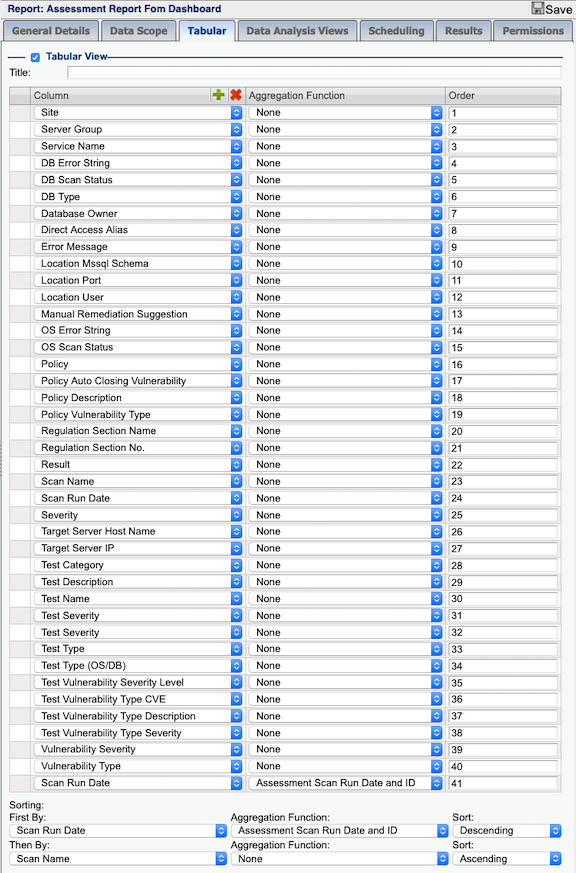 Report: Assessment Report Fom Dashboard Save
General Details Data Scope Tabular Data Analysis Views Scheduling Results Permissions
Tabular View
Title:
Column Aggregation Function Order
Site None 1
Server Group None 2
Service Name None 3
DB Error String None 4
DB Scan Status None 5
DB Type None 6
Database Owner None 7
Direct Access Alias None 8
Error Message None 9
Location Mssql Schema None 10
Location Port None 11
Location User None 12
Manual Remediation Suggestion None 13
OS Error String None 14
OS Scan Status None 15
Policy None 16
Policy Auto Closing Vulnerability None 17
Policy Description None 18
Policy Vulnerability Type None 19
Regulation Section Name None 20
Regulation Section No. None 21
Result None 22
Scan Name None 23
Scan Run Date None 24
Severity None 25
Target Server Host Name None 26
Target Server IP None 27
Test Category None 28
Test Description None 29
Test Name None 30
Test Severity None 31
Test Severity None 32
Test Type None 33
Test Type (OS/DB) None 34
Test Vulnerability Severity Level None 35
Test Vulnerability Type CVE None 36
Test Vulnerability Type Description None 37
Test Vulnerability Type Severity None 38
Vulnerability Severity None 39
Vulnerability Type None 40
Scan Run Date Assessment Scan Run Date and ID 41
Sorting:
First By: Aggregation Function: Sort:
Scan Run Date Assessment Scan Run Date and ID Descending
Then By: Aggregation Function: Sort:
Scan Name None Ascending